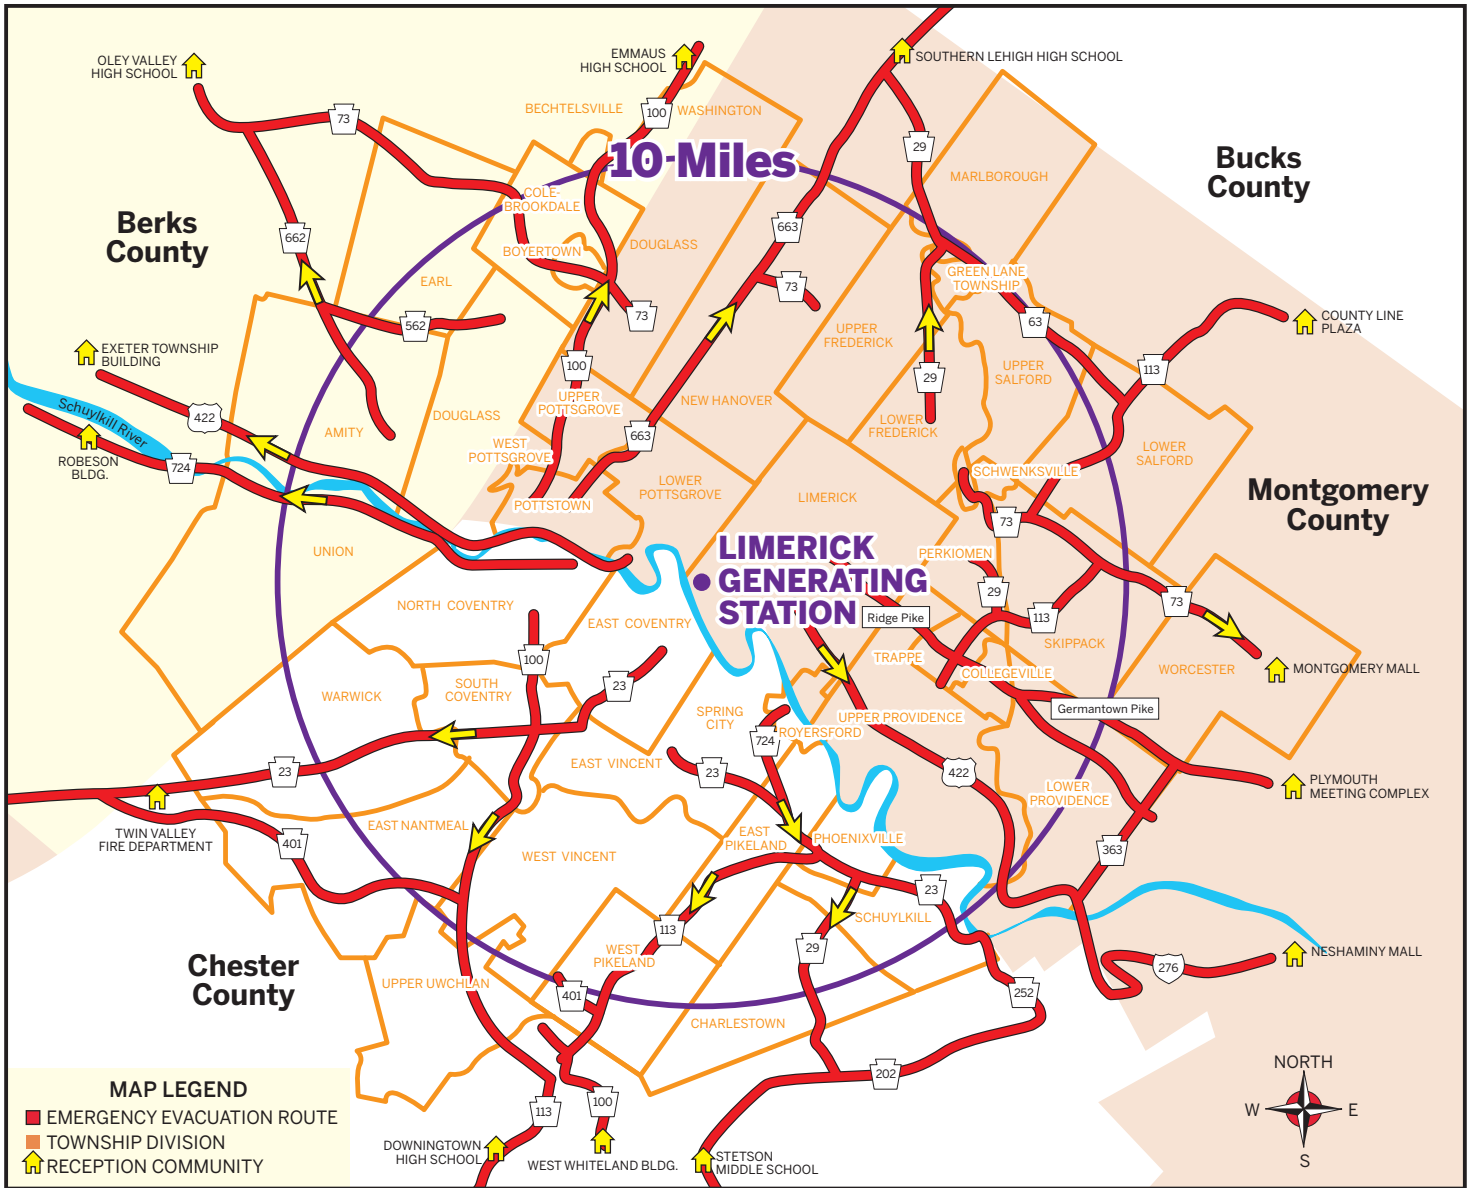 OLEY VALLEY
HIGH SCHOOL
EMMAUS
HIGH SCHOOL
SOUTHERN LEHIGH HIGH SCHOOL
BECHTELSVILLE
100
WASHINGTON
73
29
10-Miles
MARLBOROUGH
Bucks
County
COLE-
BROOKDALE
Berks
County
662
663
BOYERTOWN
DOUGLASS
EARL
GREEN LANE
TOWNSHIP
73
73
562
63
COUNTY LINE
PLAZA
UPPER
FREDERICK
EXETER TOWNSHIP
BUILDING
100
29
UPPER
SALFORD
113
Schuylkill River
422
DOUGLASS
UPPER
POTTSGROVE
NEW HANOVER
AMITY
LOWER
FREDERICK
663
WEST
POTTSGROVE
LOWER
SALFORD
ROBESON
BLDG.
724
SCHWENKSVILLE
LOWER
POTTSGROVE
LIMERICK
POTTSTOWN
Montgomery
County
73
UNION
LIMERICK
GENERATING
STATION
PERKIOMEN
29
73
NORTH COVENTRY
EAST COVENTRY
Ridge Pike
113
SKIPPACK
TRAPPE
COLLEGEVILLE
WORCESTER
MONTGOMERY MALL
100
23
WARWICK
SOUTH
COVENTRY
SPRING
CITY
UPPER PROVIDENCE
Germantown Pike
ROYERSFORD
724
23
EAST VINCENT
23
422
LOWER
PROVIDENCE
PLYMOUTH
MEETING COMPLEX
TWIN VALLEY
FIRE DEPARTMENT
401
EAST NANTMEAL
WEST VINCENT
EAST
PIKELAND
PHOENIXVILLE
363
23
SCHUYLKILL
113
29
WEST
PIKELAND
NESHAMINY MALL
276
Chester
County
UPPER UWCHLAN
401
252
CHARLESTOWN
202
NORTH
W
E
S
MAP LEGEND
EMERGENCY EVACUATION ROUTE
TOWNSHIP DIVISION
RECEPTION COMMUNITY
113
100
DOWNINGTOWN
HIGH SCHOOL
WEST WHITELAND BLDG.
STETSON
MIDDLE SCHOOL